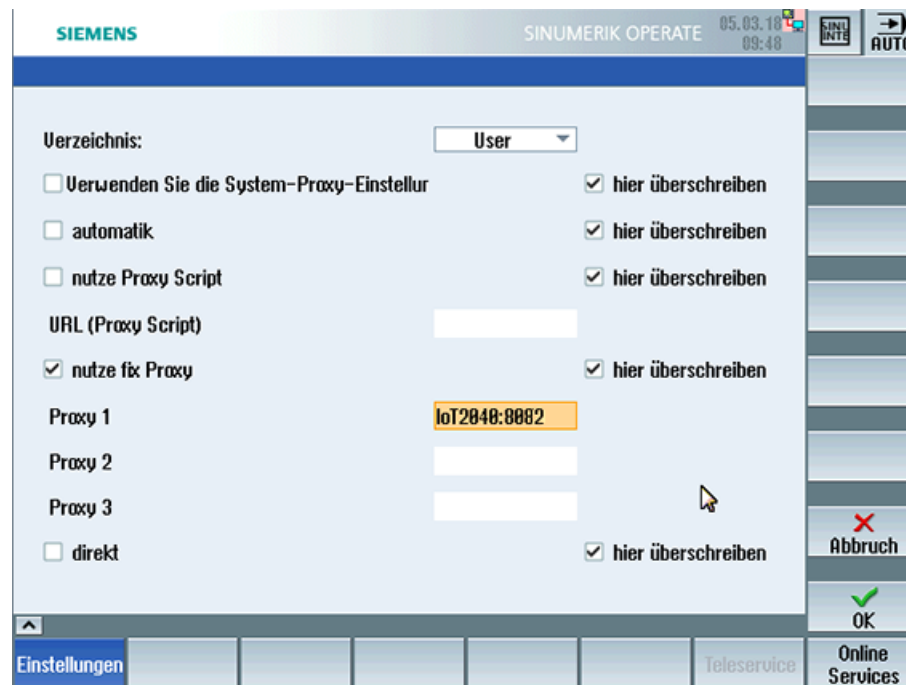 SIEMENS
SINUMERIK OPERATE
05.03.18
09:48
SINU
INTE
AUTO
Verzeichnis:
User
Verwenden Sie die System-Proxy-Einstellur
hier überschreiben
automatik
hier überschreiben
nutze Proxy Script
hier überschreiben
URL (Proxy Script)
nutze fix Proxy
hier überschreiben
Proxy 1
IoT2040:8082
Proxy 2
Proxy 3
direkt
hier überschreiben
Abbruch
OK
Einstellungen
Teleservice
Online
Services